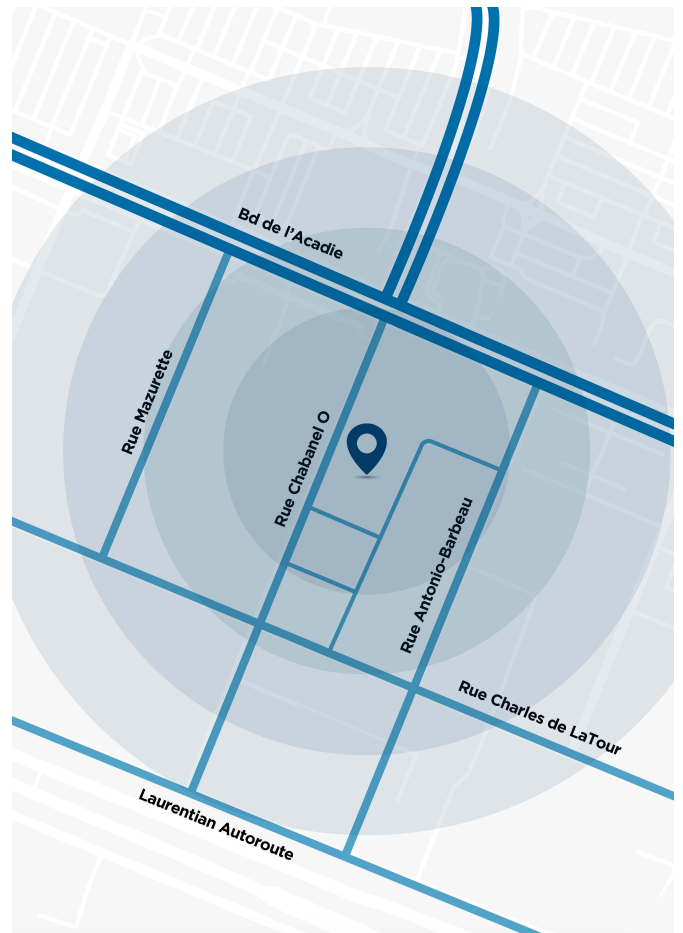 Bd de l'Acadie
Rue Mazurette
Rue Chabanel O
Rue Antonio-Barbeau
Rue Charles de LaTour
Laurentian Autoroute